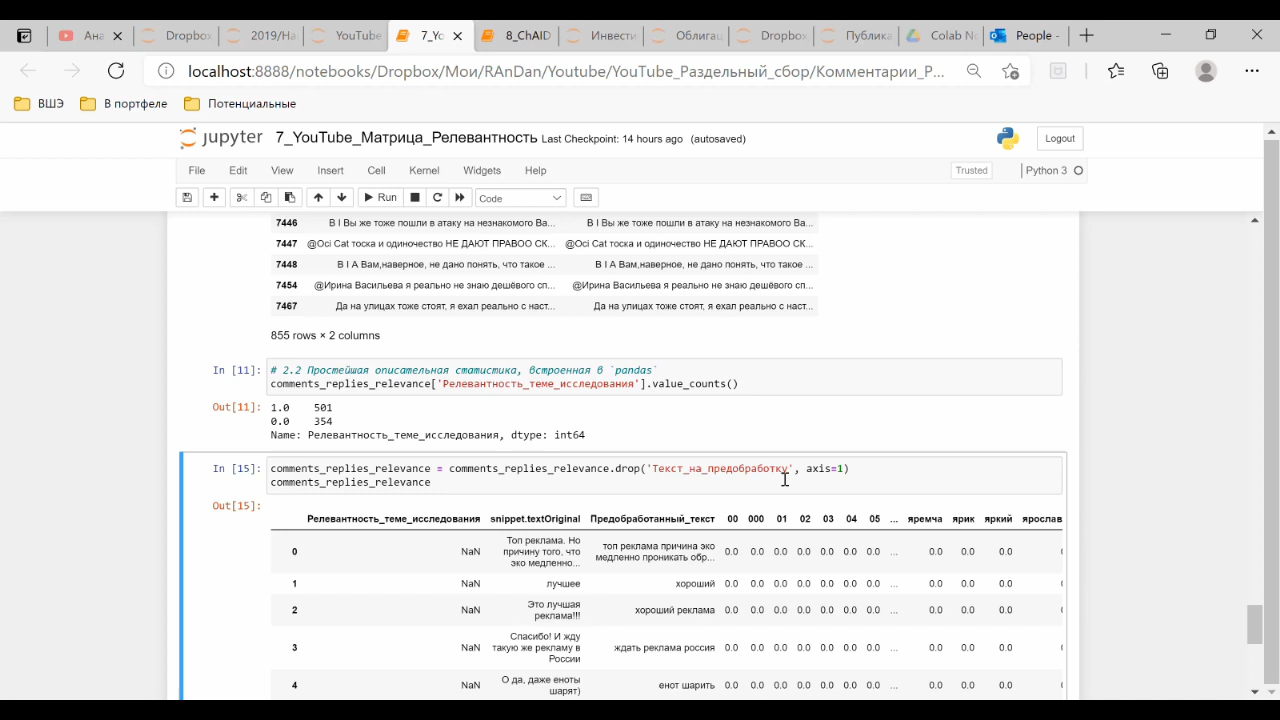 Ана
Dropbox
2019/На
YouTube
7_Yo
8_ChAID
Инвести
Облигац
Dropbox
Публика
Colab No
People -
localhost:8888/notebooks/Dropbox/Мои/RAnDan/Youtube/YouTube_Раздельный_сбор/Комментарии_Р...
ВШЭ
В портфеле
Потенциальные
jupyter 7_YouTube_Матрица_Релевантность Last Checkpoint: 14 hours ago (autosaved)
Logout
File Edit View Insert Cell Kernel Widgets Help
Trusted
Python 3
Run
Code
7446 В I Вы же тоже пошли в атаку на незнакомого Ва... В I Вы же тоже пошли в атаку на незнакомого Ва...
7447 @Oci Cat тоска и одиночество НЕ ДАЮТ ПРАВОО СК... @Oci Cat тоска и одиночество НЕ ДАЮТ ПРАВОО СК...
7448 В I А Вам,наверное, не дано понять, что такое ... В I А Вам,наверное, не дано понять, что такое ...
7454 @Ирина Васильева я реально не знаю дешёвого сп... @Ирина Васильева я реально не знаю дешёвого сп...
7467 Да на улицах тоже стоят, я ехал реально с наст... Да на улицах тоже стоят, я ехал реально с наст...
855 rows × 2 columns
In [11]: # 2.2 Простейшая описательная статистика, встроенная в `pandas`
comments_replies_relevance['Релевантность_теме_исследования'].value_counts()
Out[11]: 1.0 501
0.0 354
Name: Релевантность_теме_исследования, dtype: int64
In [15]: comments_replies_relevance = comments_replies_relevance.drop('Текст_на_предобработку', axis=1)
comments_replies_relevance
Out[15]:
Релевантность_теме_исследования snippet.textOriginal Предобработанный_текст 00 000 01 02 03 04 05 ... яремча ярик яркий ярослав
0 NaN Топ реклама. Но причину того, что эко медленно... топ реклама причина эко медленно проникать обр... 0.0 0.0 0.0 0.0 0.0 0.0 0.0 ... 0.0 0.0 0.0
1 NaN лучшее хороший 0.0 0.0 0.0 0.0 0.0 0.0 0.0 ... 0.0 0.0 0.0
2 NaN Это лучшая реклама!!! хороший реклама 0.0 0.0 0.0 0.0 0.0 0.0 0.0 ... 0.0 0.0 0.0
3 NaN Спасибо! И жду такую же рекламу в России ждать реклама россия 0.0 0.0 0.0 0.0 0.0 0.0 0.0 ... 0.0 0.0 0.0
4 NaN О да, даже еноты шарят) енот шарить 0.0 0.0 0.0 0.0 0.0 0.0 0.0 ... 0.0 0.0 0.0